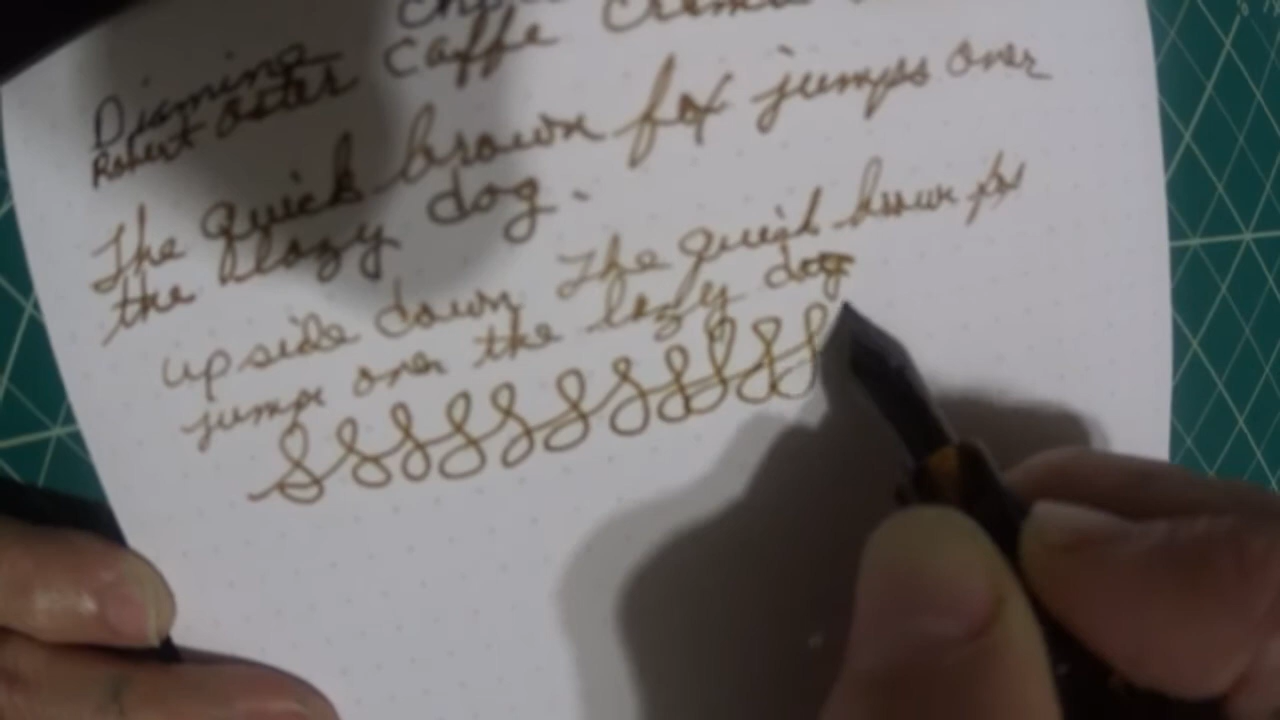 Diamine
Robert Oster Caffe Crema
The quick brown fox jumps over
the lazy dog.
upside down The quick brown fox
jumps over the lazy dog